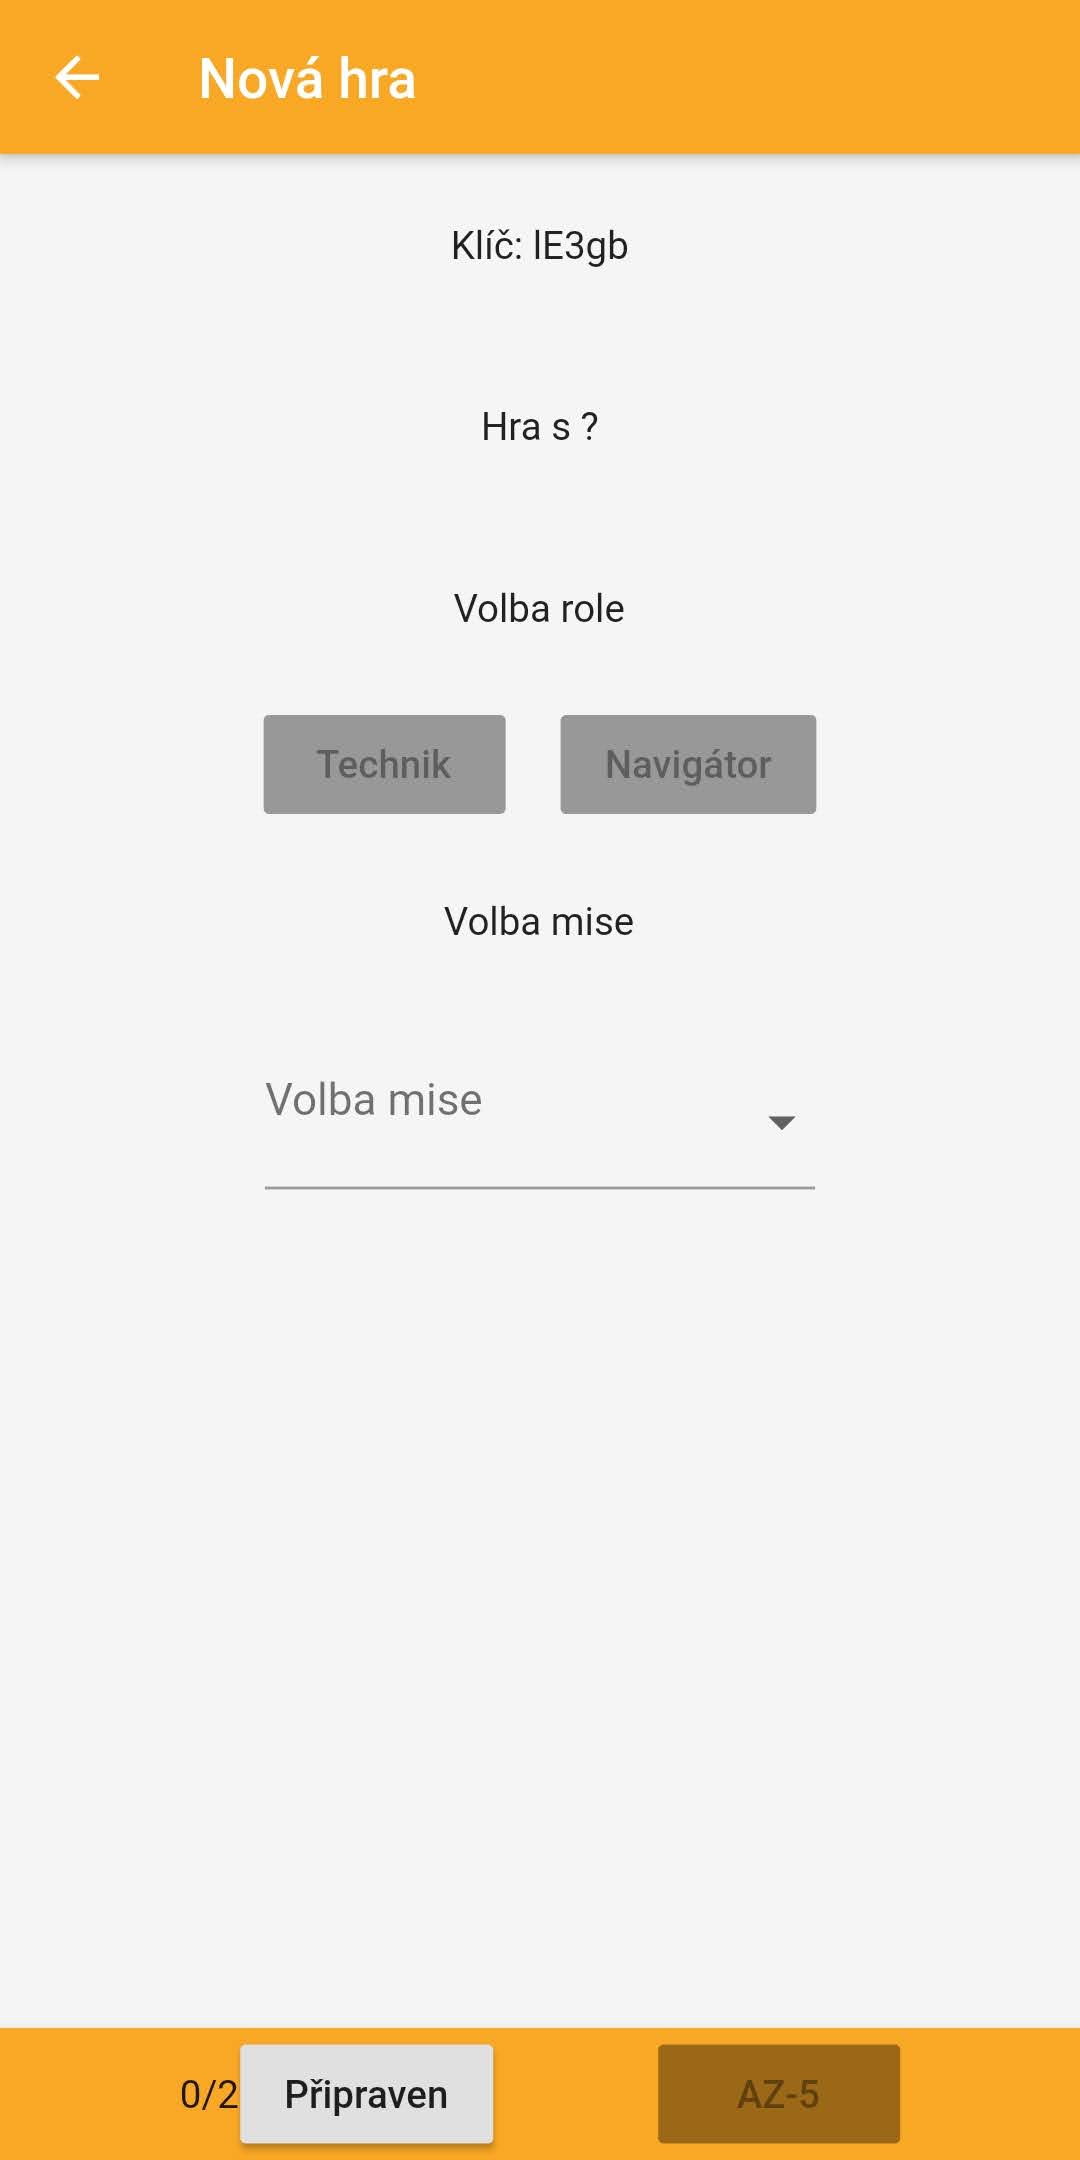 Nová hra
Klíč: lE3gb
Hra s ?
Volba role
Technik Navigátor
Volba mise
Volba mise
0/2 Připraven AZ-5